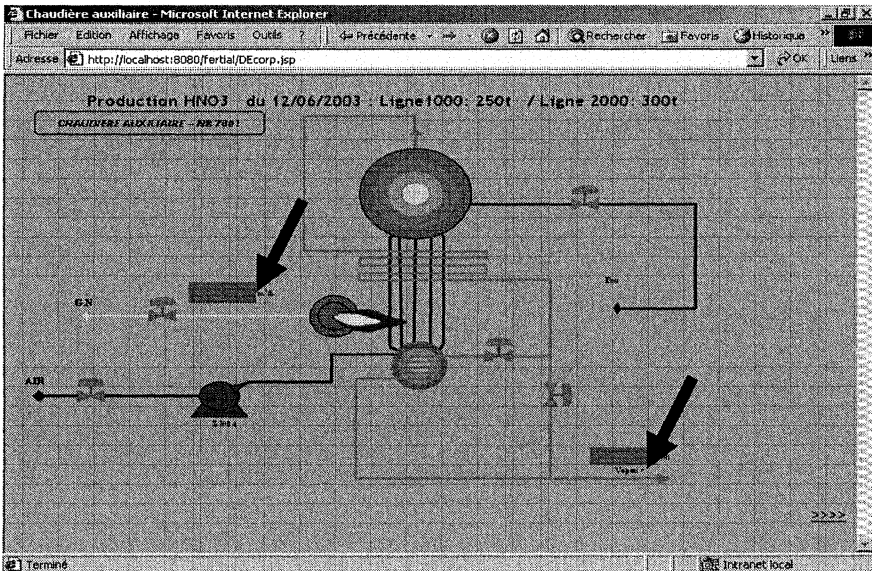 Chaudière auxiliaire - Microsoft Internet Explorer
Fichier Edition Affichage Favoris Outils ? Précédente Rechercher Favoris Historique »
Adresse http://localhost:8080/fertial/DEcorp.jsp OK Liens »
Production HNO3 du 12/06/2003 : Ligne1000: 250t / Ligne 2000: 300t
CHAUDIERE AUXILIAIRE -
G.N
AIR
>>>>
Terminé Intranet local